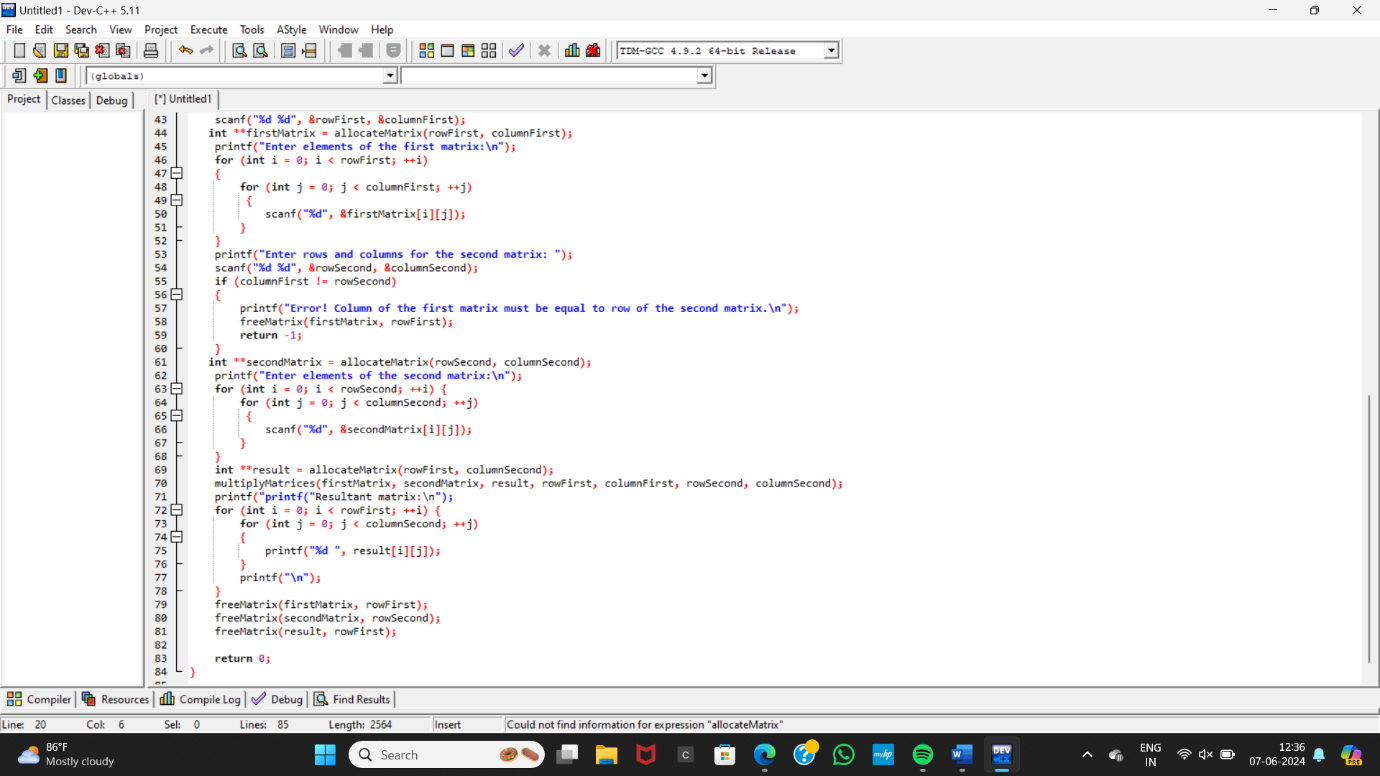 Untitled1 - Dev-C++ 5.11
File Edit Search View Project Execute Tools AStyle Window Help
TDM-GCC 4.9.2 64-bit Release
(globals)
Project Classes Debug [*] Untitled1
43 scanf("%d %d", &rowFirst, &columnFirst);
44 int **firstMatrix = allocateMatrix(rowFirst, columnFirst);
45 printf("Enter elements of the first matrix:\n");
46 for (int i = 0; i < rowFirst; ++i)
47 {
48 for (int j = 0; j < columnFirst; ++j)
49 {
50 scanf("%d", &firstMatrix[i][j]);
51 }
52 }
53 printf("Enter rows and columns for the second matrix: ");
54 scanf("%d %d", &rowSecond, &columnSecond);
55 if (columnFirst != rowSecond)
56 {
57 printf("Error! Column of the first matrix must be equal to row of the second matrix.\n");
58 freeMatrix(firstMatrix, rowFirst);
59 return -1;
60 }
61 int **secondMatrix = allocateMatrix(rowSecond, columnSecond);
62 printf("Enter elements of the second matrix:\n");
63 for (int i = 0; i < rowSecond; ++i) {
64 for (int j = 0; j < columnSecond; ++j)
65 {
66 scanf("%d", &secondMatrix[i][j]);
67 }
68 }
69 int **result = allocateMatrix(rowFirst, columnSecond);
70 multiplyMatrices(firstMatrix, secondMatrix, result, rowFirst, columnFirst, rowSecond, columnSecond);
71 printf("printf("Resultant matrix:\n");
72 for (int i = 0; i < rowFirst; ++i) {
73 for (int j = 0; j < columnSecond; ++j)
74 {
75 printf("%d ", result[i][j]);
76 }
77 printf("\n");
78 }
79 freeMatrix(firstMatrix, rowFirst);
80 freeMatrix(secondMatrix, rowSecond);
81 freeMatrix(result, rowFirst);
82
83 return 0;
84 }
Compiler Resources Compile Log Debug Find Results
Line: 20 Col: 6 Sel: 0 Lines: 85 Length: 2564 Insert Could not find information for expression "allocateMatrix"
86°F
Mostly cloudy
Search
ENG
IN
12:36
07-06-2024